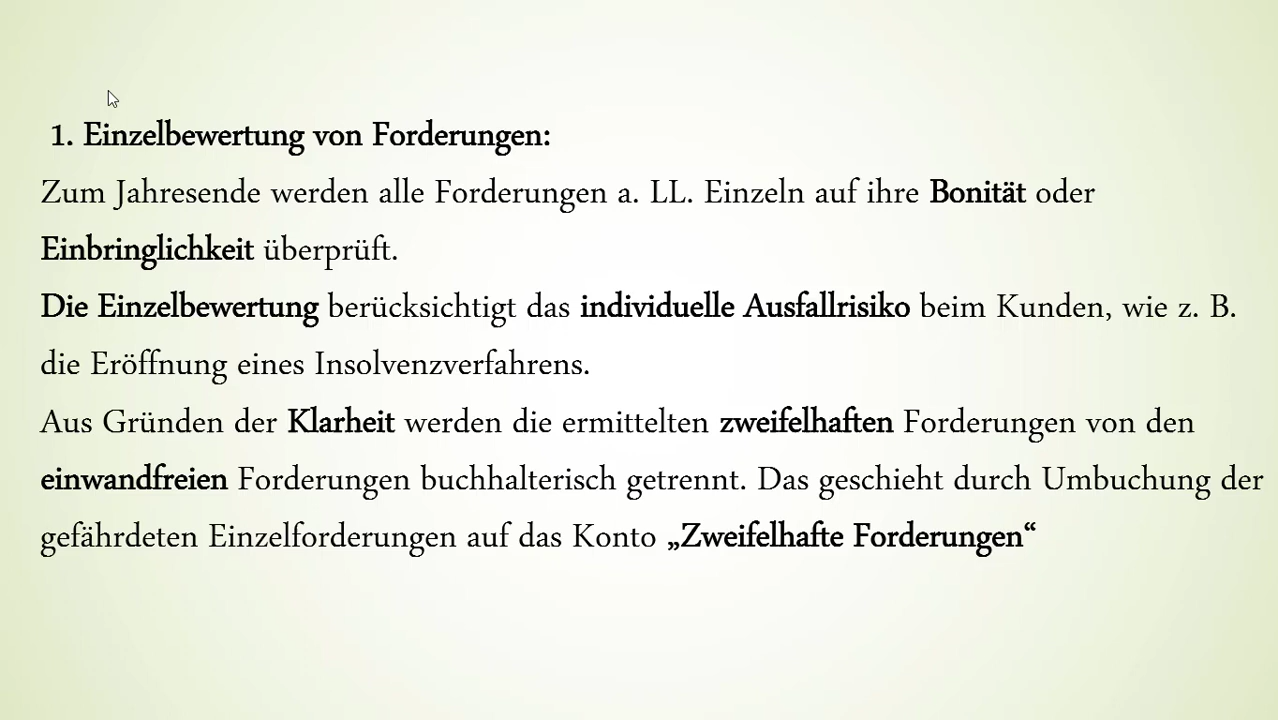 1. Einzelbewertung von Forderungen:
Zum Jahresende werden alle Forderungen a. LL. Einzeln auf ihre Bonität oder
Einbringlichkeit überprüft.
Die Einzelbewertung berücksichtigt das individuelle Ausfallrisiko beim Kunden, wie z. B.
die Eröffnung eines Insolvenzverfahrens.
Aus Gründen der Klarheit werden die ermittelten zweifelhaften Forderungen von den
einwandfreien Forderungen buchhalterisch getrennt. Das geschieht durch Umbuchung der
gefährdeten Einzelforderungen auf das Konto „Zweifelhafte Forderungen“